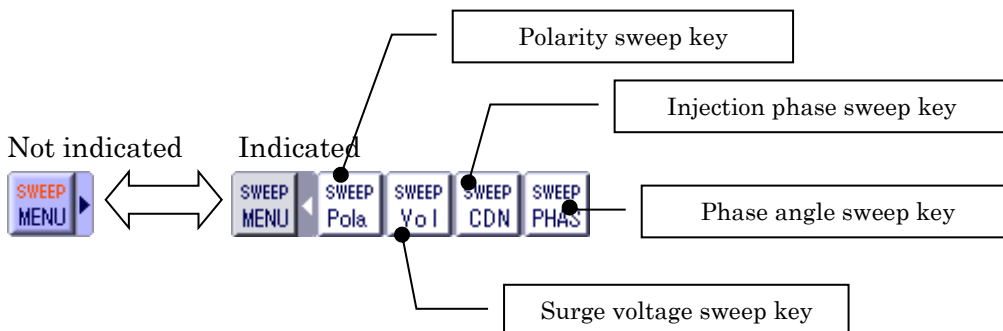 Polarity sweep key
Injection phase sweep key
Not indicated
Indicated
SWEEP
MENU
SWEEP
MENU
SWEEP
Pola.
SWEEP
Vol
SWEEP
CDN
SWEEP
PHAS
Phase angle sweep key
Surge voltage sweep key